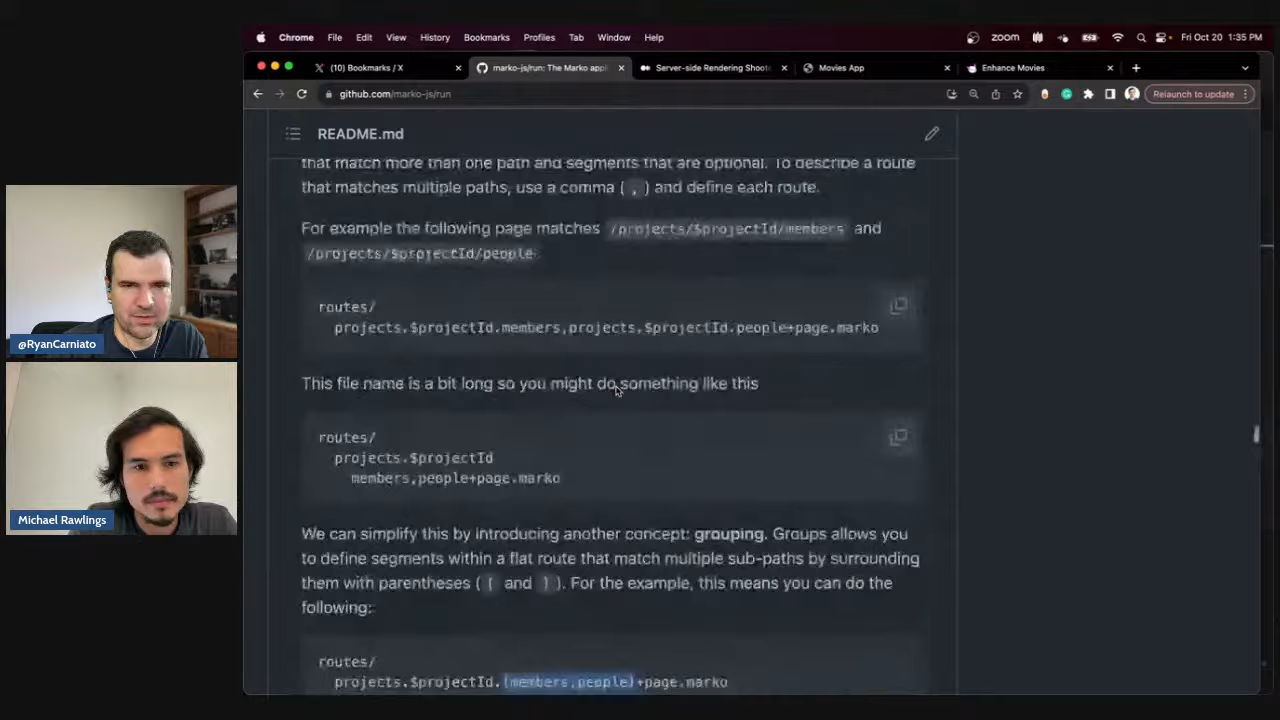 Chrome File Edit View History Bookmarks Profiles Tab Window Help
zoom
Fri Oct 20 1:35 PM
(10) Bookmarks / X
marko-js/run: The Marko appli
Server-side Rendering Shoot
Movies App
Enhance Movies
github.com/marko-js/run
Relaunch to update
README.md
that match more than one path and segments that are optional. To describe a route
that matches multiple paths, use a comma ( , ) and define each route.
For example the following page matches /projects/$projectId/members and
/projects/$projectId/people
routes/
projects.$projectId.members,projects.$projectId.people+page.marko
This file name is a bit long so you might do something like this
routes/
projects.$projectId
members,people+page.marko
We can simplify this by introducing another concept: grouping. Groups allows you
to define segments within a flat route that match multiple sub-paths by surrounding
them with parentheses ( ( and ) ). For the example, this means you can do the
following:
routes/
projects.$projectId.(members,people)+page.marko
@RyanCarniato
Michael Rawlings